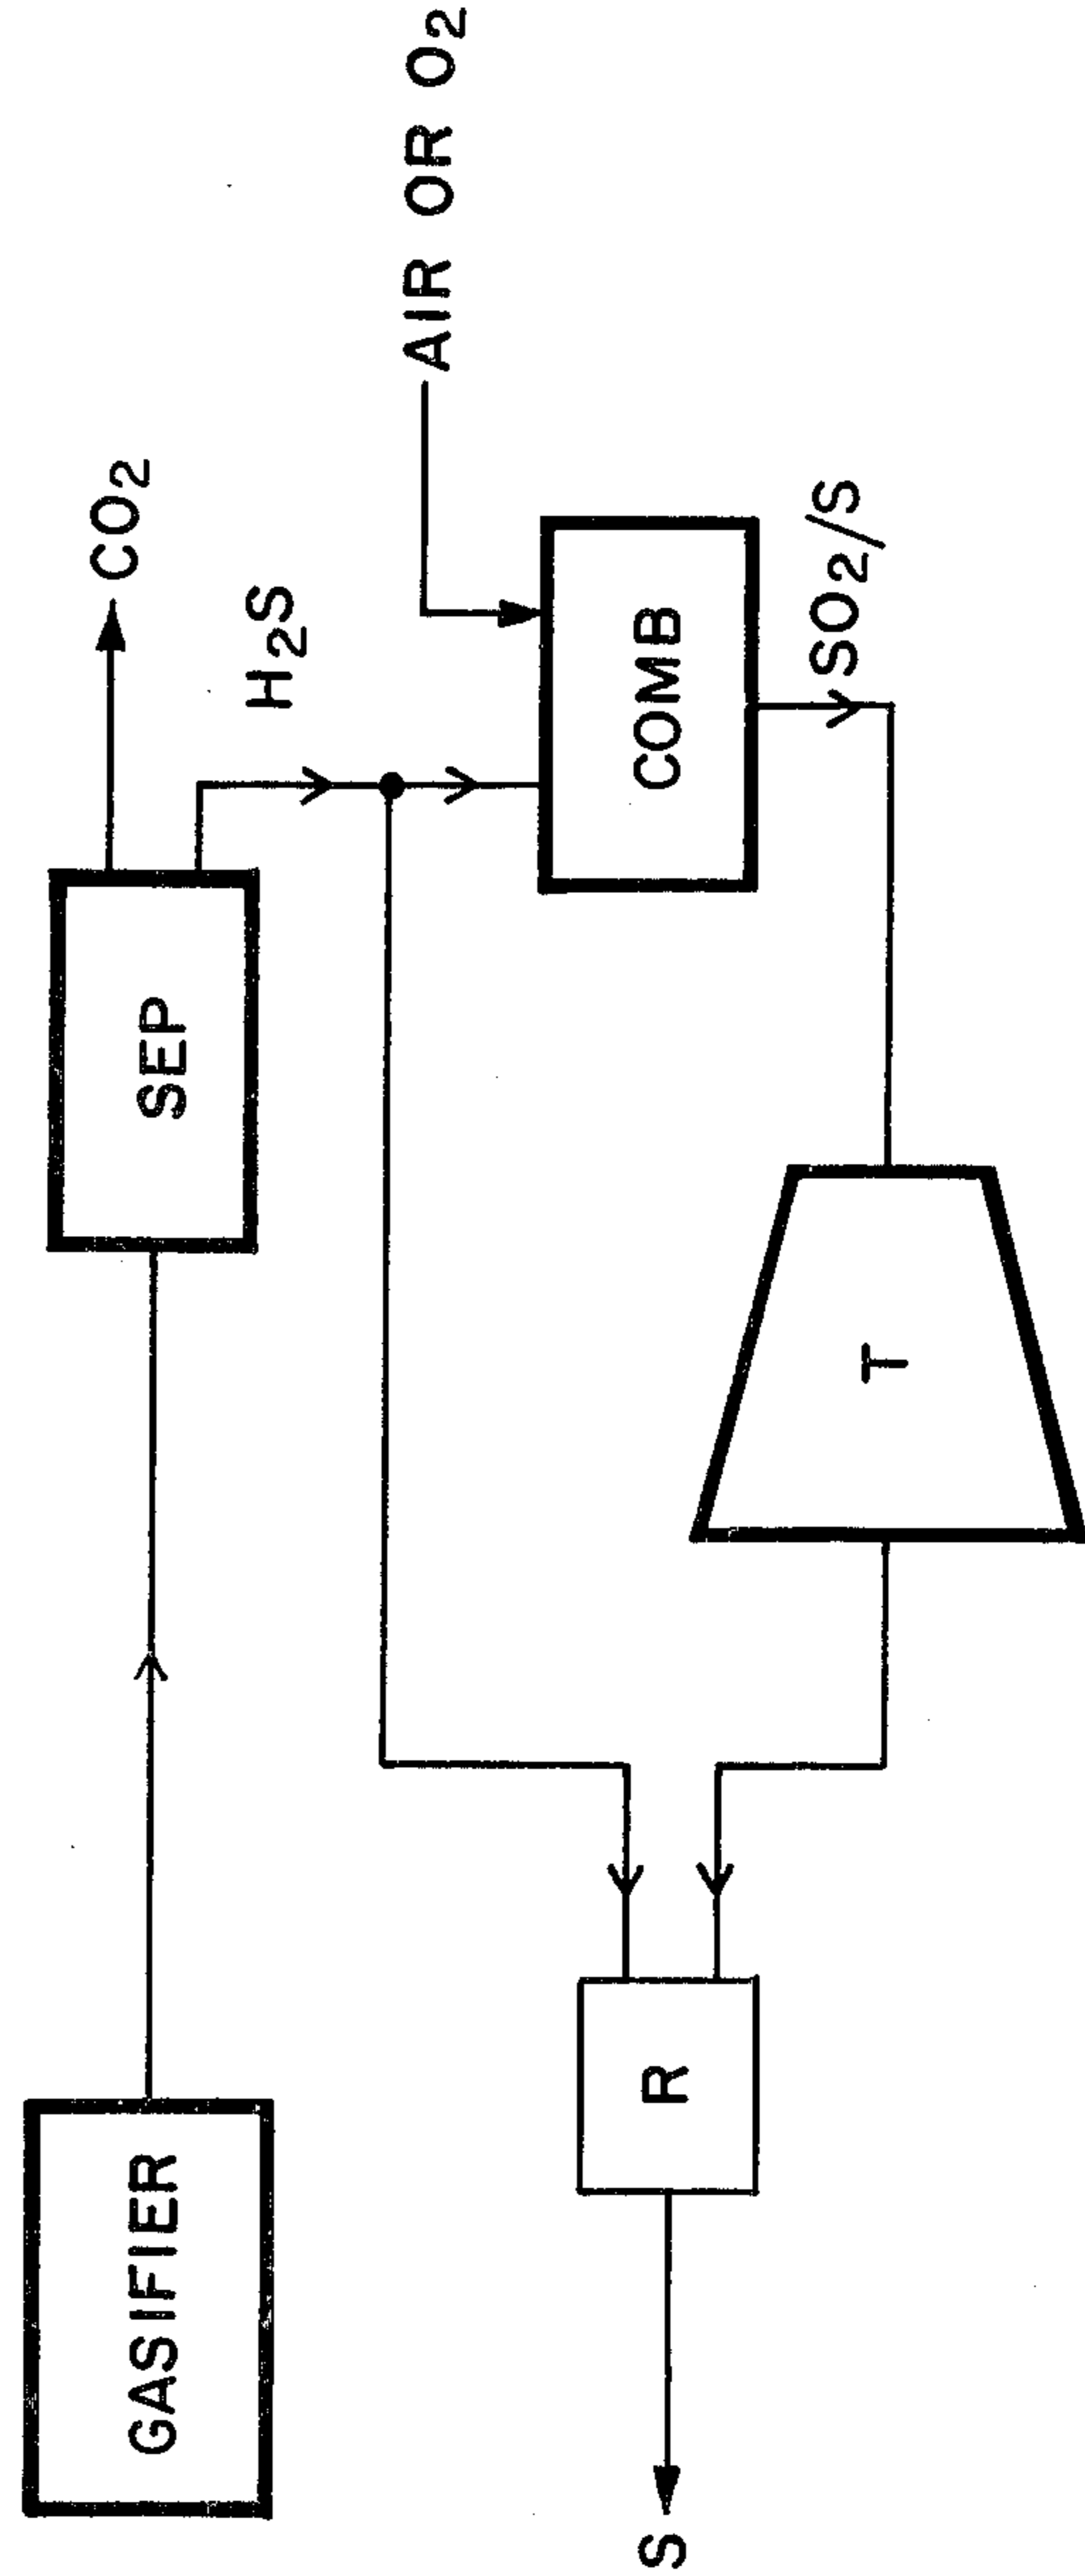 GASIFIER
SEP
CO₂
H₂S
AIR OR O₂
COMB
SO₂/S
T
R
S